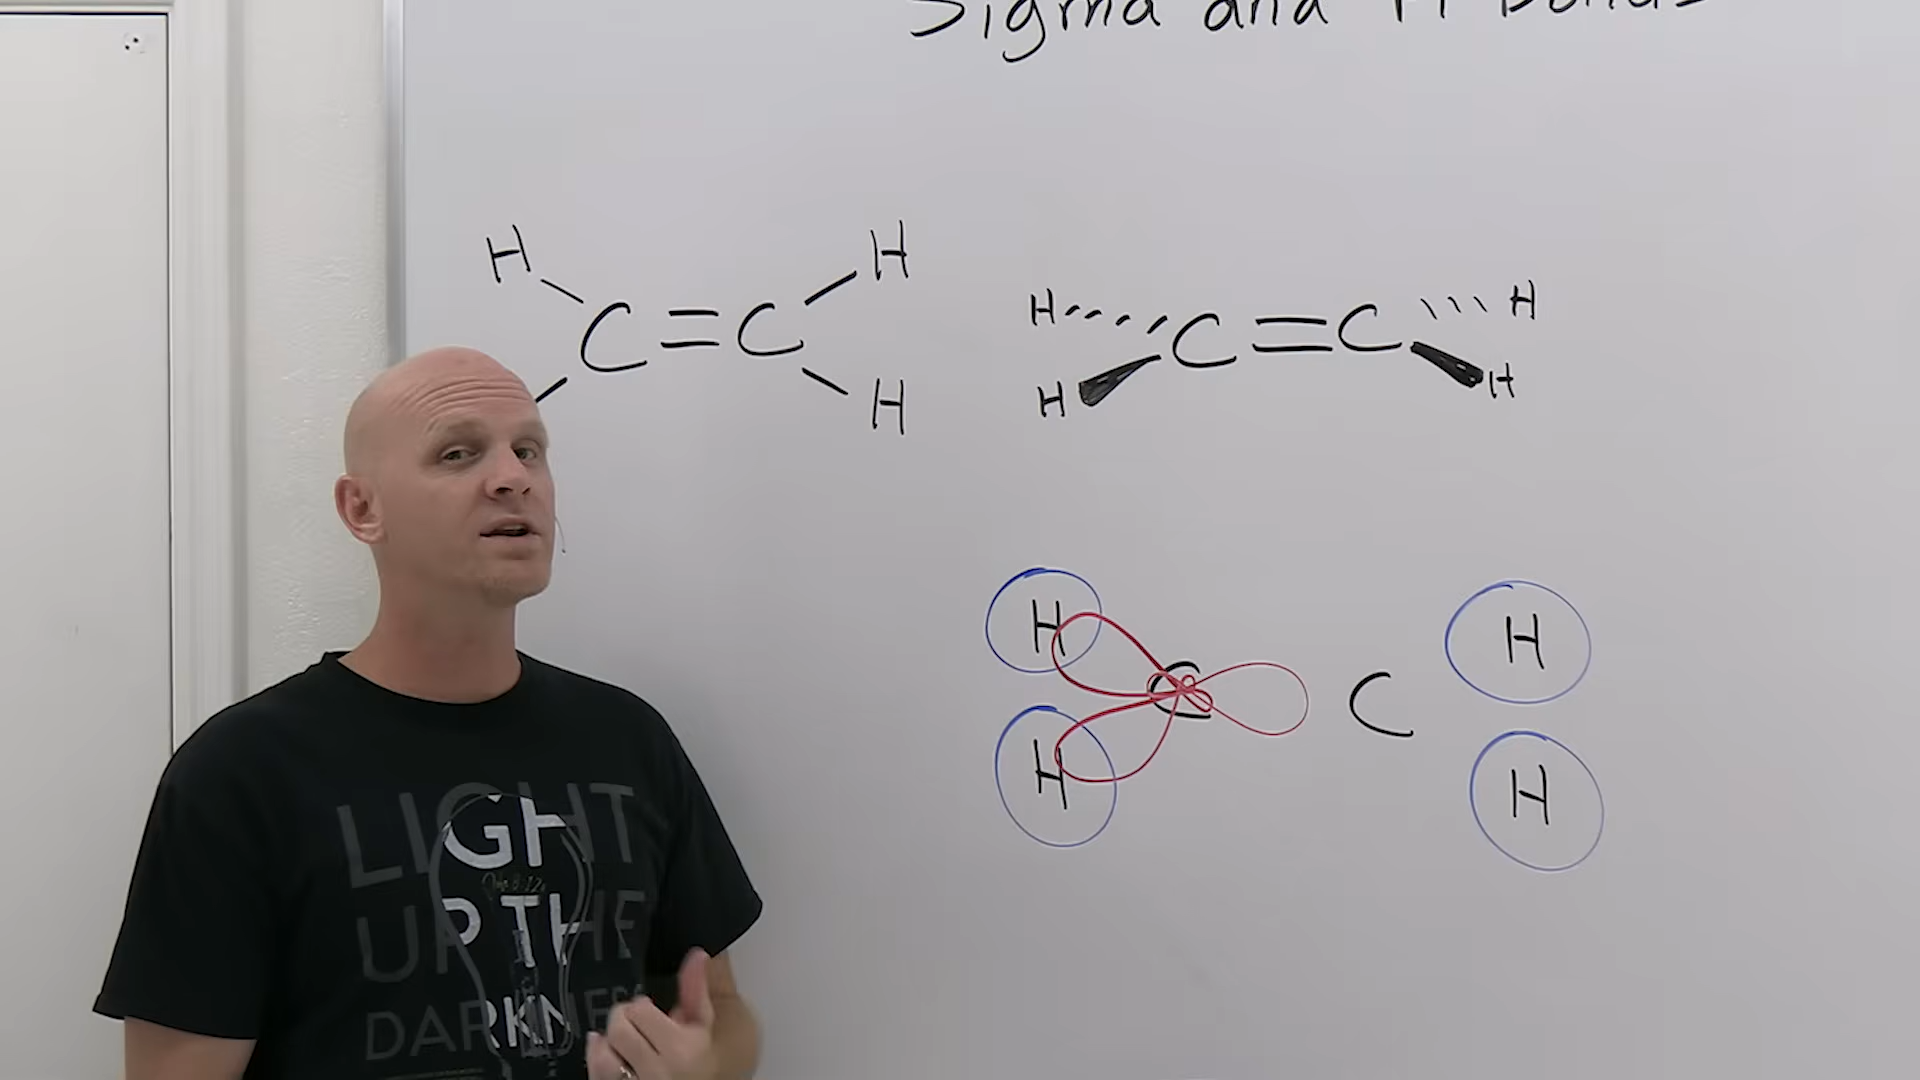 Sigma and Pi Bonds
H H
C=C
H
H C=C H
H H
H H
C C
H H
LIGHT
UP THE
DARKNESS